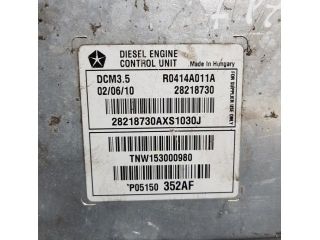 DIESEL ENGINE
CONTROL UNIT Made in Hungary
DCM3.5 R0414A011A
02/06/10 28218730
28218730AXS1030J
FOR SUPPLIER
USE ONLY
TNW153000980
*P05150 352AF